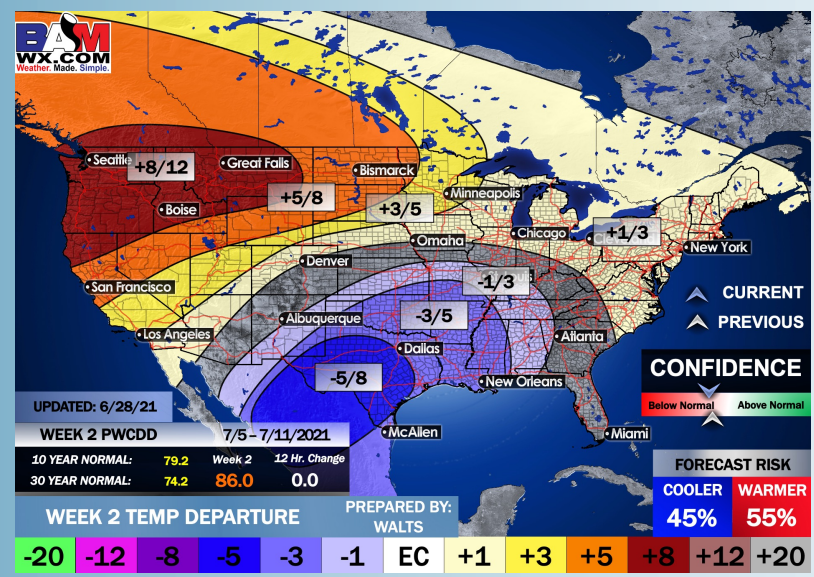 BAM
WX.COM
Weather. Made. Simple.
Seattle
+8/12
Great Falls
Bismarck
+5/8
Boise
+3/5
Minneapolis
+1/3
Chicago
New York
Omaha
Denver
-1/3
San Francisco
CURRENT
Albuquerque
-3/5
PREVIOUS
Los Angeles
Atlanta
Dallas
CONFIDENCE
-5/8
New Orleans
Below Normal
Above Normal
UPDATED: 6/28/21
McAllen
Miami
WEEK 2 PWCDD
7/5 - 7/11/2021
10 YEAR NORMAL: 79.2 Week 2 12 Hr. Change
30 YEAR NORMAL: 74.2 86.0 0.0
FORECAST RISK
COOLER WARMER
45% 55%
WEEK 2 TEMP DEPARTURE
PREPARED BY:
WALTS
-20 -12 -8 -5 -3 -1 EC +1 +3 +5 +8 +12 +20